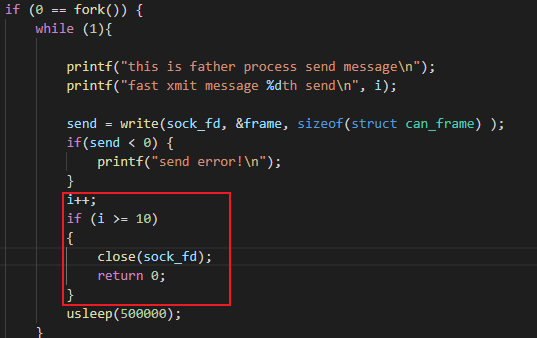 if (0 == fork()) {
while (1){
printf("this is father process send message\n");
printf("fast xmit message %dth send\n", i);
send = write(sock_fd, &frame, sizeof(struct can_frame) );
if(send < 0) {
printf("send error!\n");
}
i++;
if (i >= 10)
{
close(sock_fd);
return 0;
}
usleep(500000);
}